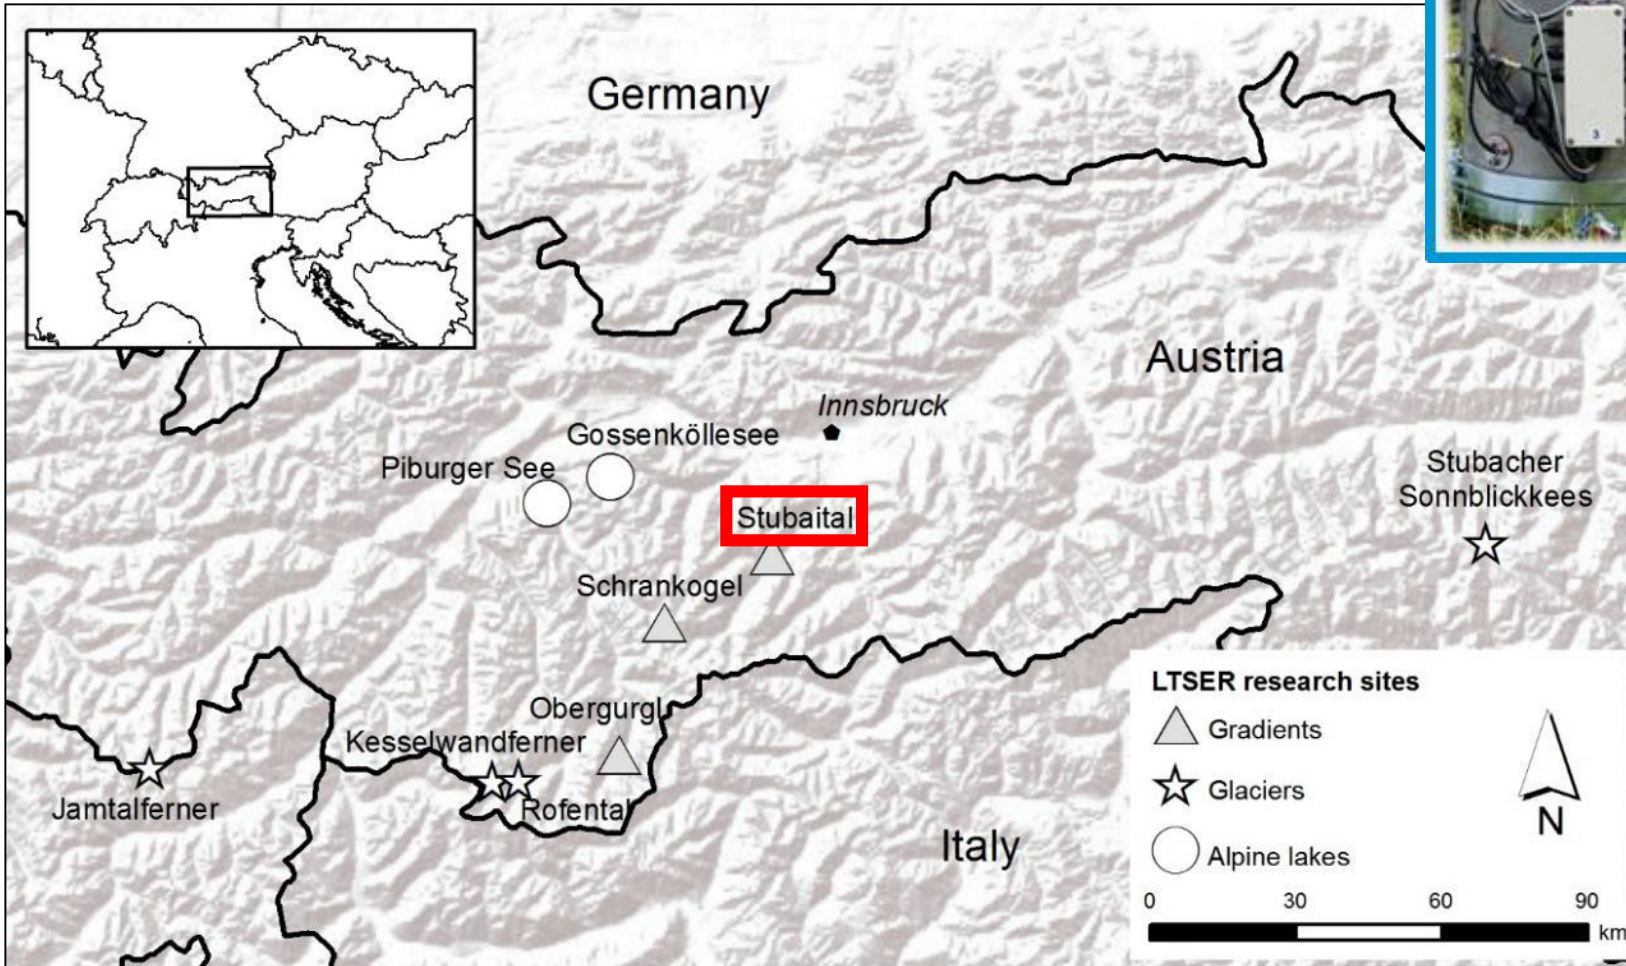 Germany
3
Austria
Innsbruck
Gossenköllesee
Piburger See
Stubacher
Sonnblickkees
Stubaital
Schrankogel
Obergurgl
Kesselwandferner
Jamtalferner
Rofental
Italy
LTSER research sites
Gradients
Glaciers
Alpine lakes
N
0 30 60 90
km